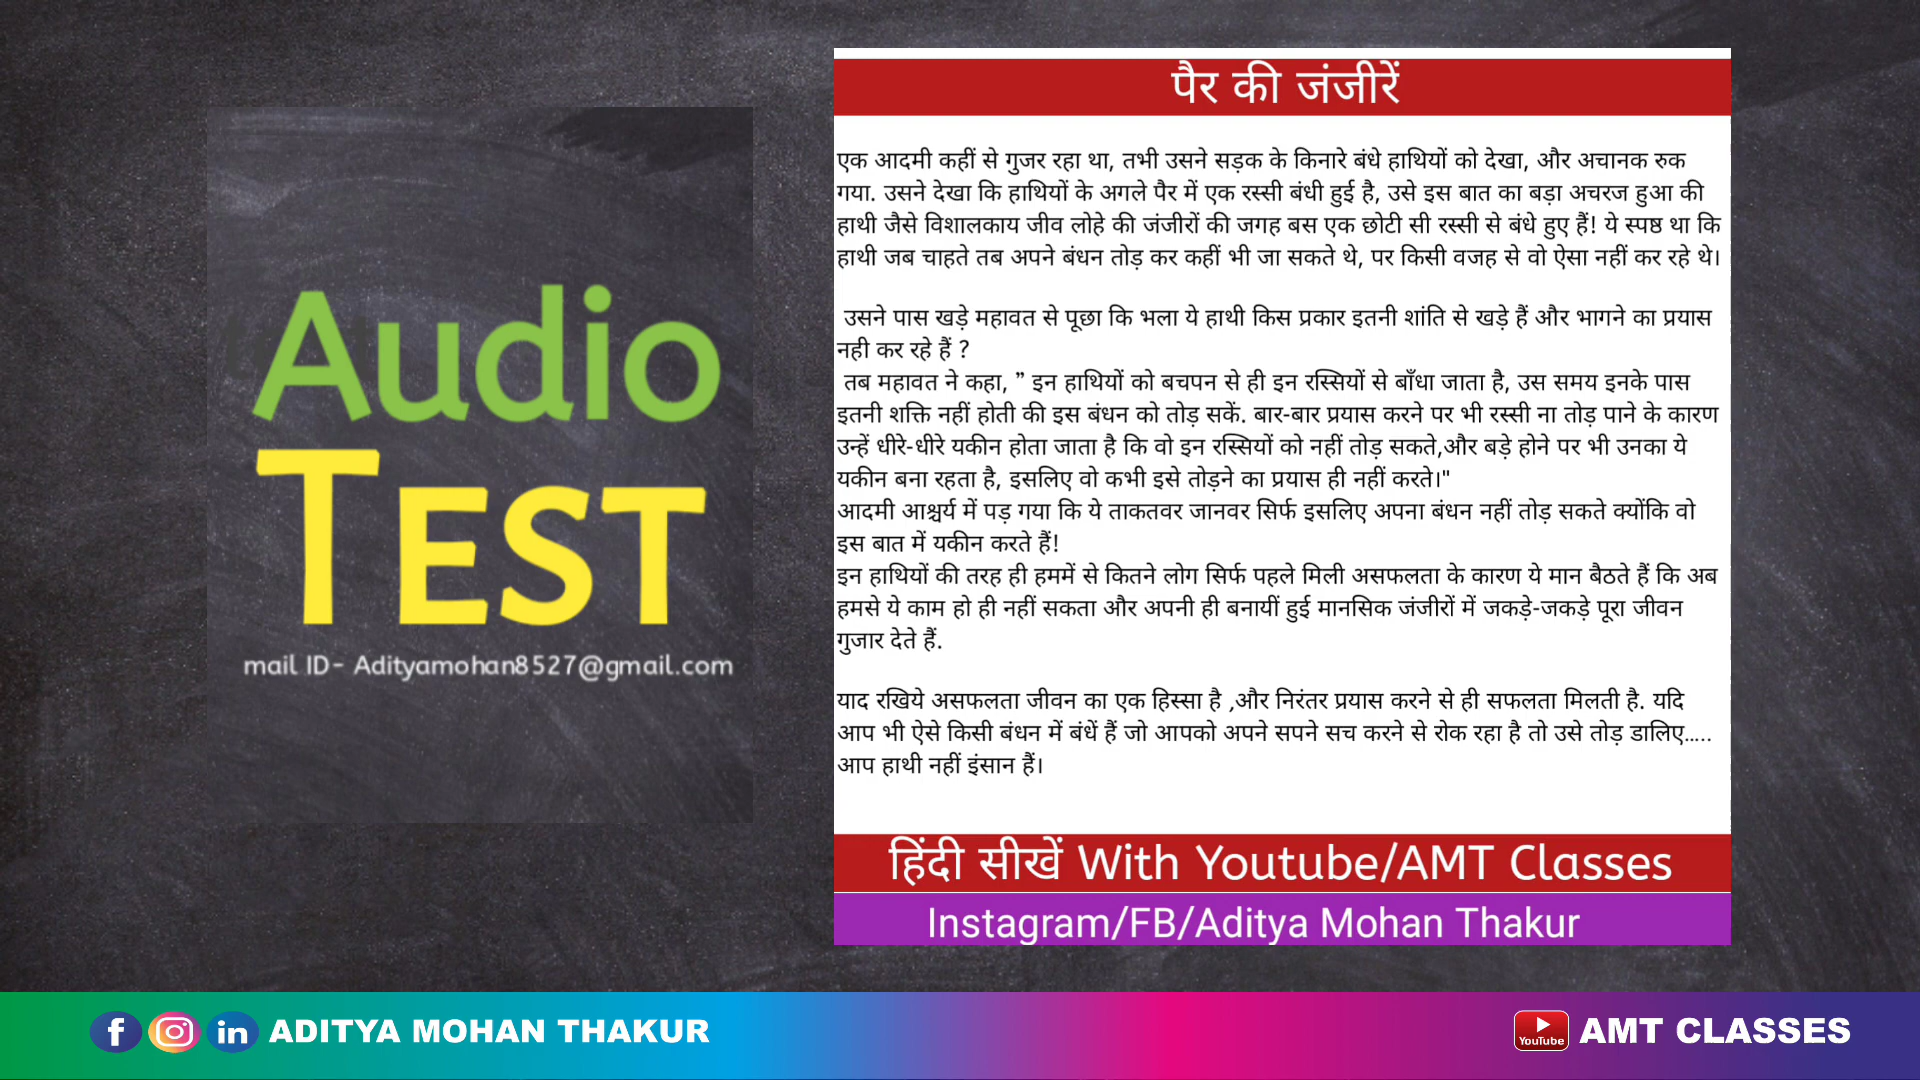 Audio
TEST
mail ID- Adityamohan8527@gmail.com
पैर की जंजीरें
एक आदमी कहीं से गुजर रहा था, तभी उसने सड़क के किनारे बंधे हाथियों को देखा, और अचानक रुक
गया. उसने देखा कि हाथियों के अगले पैर में एक रस्सी बंधी हुई है, उसे इस बात का बड़ा अचरज हुआ की
हाथी जैसे विशालकाय जीव लोहे की जंजीरों की जगह बस एक छोटी सी रस्सी से बंधे हुए हैं! ये स्पष्ठ था कि
हाथी जब चाहते तब अपने बंधन तोड़ कर कहीं भी जा सकते थे, पर किसी वजह से वो ऐसा नहीं कर रहे थे।
उसने पास खड़े महावत से पूछा कि भला ये हाथी किस प्रकार इतनी शांति से खड़े हैं और भागने का प्रयास
नही कर रहे हैं ?
तब महावत ने कहा, ” इन हाथियों को बचपन से ही इन रस्सियों से बाँधा जाता है, उस समय इनके पास
इतनी शक्ति नहीं होती की इस बंधन को तोड़ सकें. बार-बार प्रयास करने पर भी रस्सी ना तोड़ पाने के कारण
उन्हें धीरे-धीरे यकीन होता जाता है कि वो इन रस्सियों को नहीं तोड़ सकते,और बड़े होने पर भी उनका ये
यकीन बना रहता है, इसलिए वो कभी इसे तोड़ने का प्रयास ही नहीं करते।"
आदमी आश्चर्य में पड़ गया कि ये ताकतवर जानवर सिर्फ इसलिए अपना बंधन नहीं तोड़ सकते क्योंकि वो
इस बात में यकीन करते हैं!
इन हाथियों की तरह ही हममें से कितने लोग सिर्फ पहले मिली असफलता के कारण ये मान बैठते हैं कि अब
हमसे ये काम हो ही नहीं सकता और अपनी ही बनायीं हुई मानसिक जंजीरों में जकड़े-जकड़े पूरा जीवन
गुजार देते हैं.
याद रखिये असफलता जीवन का एक हिस्सा है ,और निरंतर प्रयास करने से ही सफलता मिलती है. यदि
आप भी ऐसे किसी बंधन में बंधें हैं जो आपको अपने सपने सच करने से रोक रहा है तो उसे तोड़ डालिए…..
आप हाथी नहीं इंसान हैं।
हिंदी सीखें With Youtube/AMT Classes
Instagram/FB/Aditya Mohan Thakur
ADITYA MOHAN THAKUR
YouTube AMT CLASSES